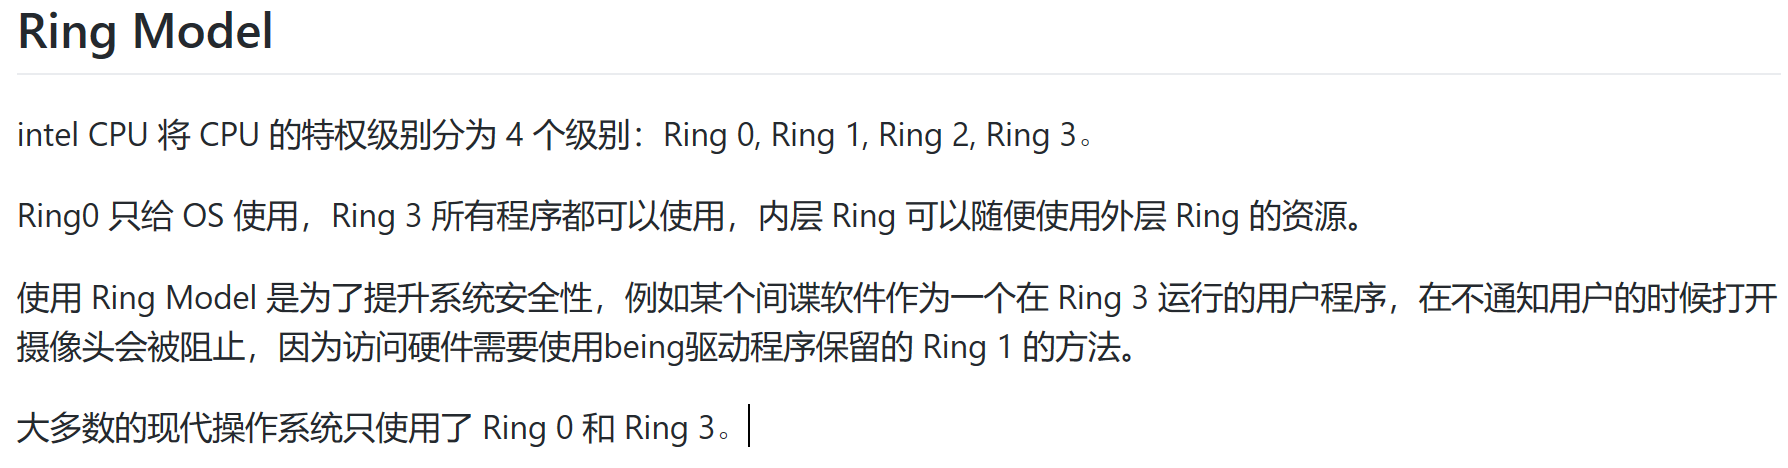 Ring Model
intel CPU 将 CPU 的特权级别分为 4 个级别：Ring 0, Ring 1, Ring 2, Ring 3。
Ring0 只给 OS 使用，Ring 3 所有程序都可以使用，内层 Ring 可以随便使用外层 Ring 的资源。
使用 Ring Model 是为了提升系统安全性，例如某个间谍软件作为一个在 Ring 3 运行的用户程序，在不通知用户的时候打开
摄像头会被阻止，因为访问硬件需要使用being驱动程序保留的 Ring 1 的方法。
大多数的现代操作系统只使用了 Ring 0 和 Ring 3。